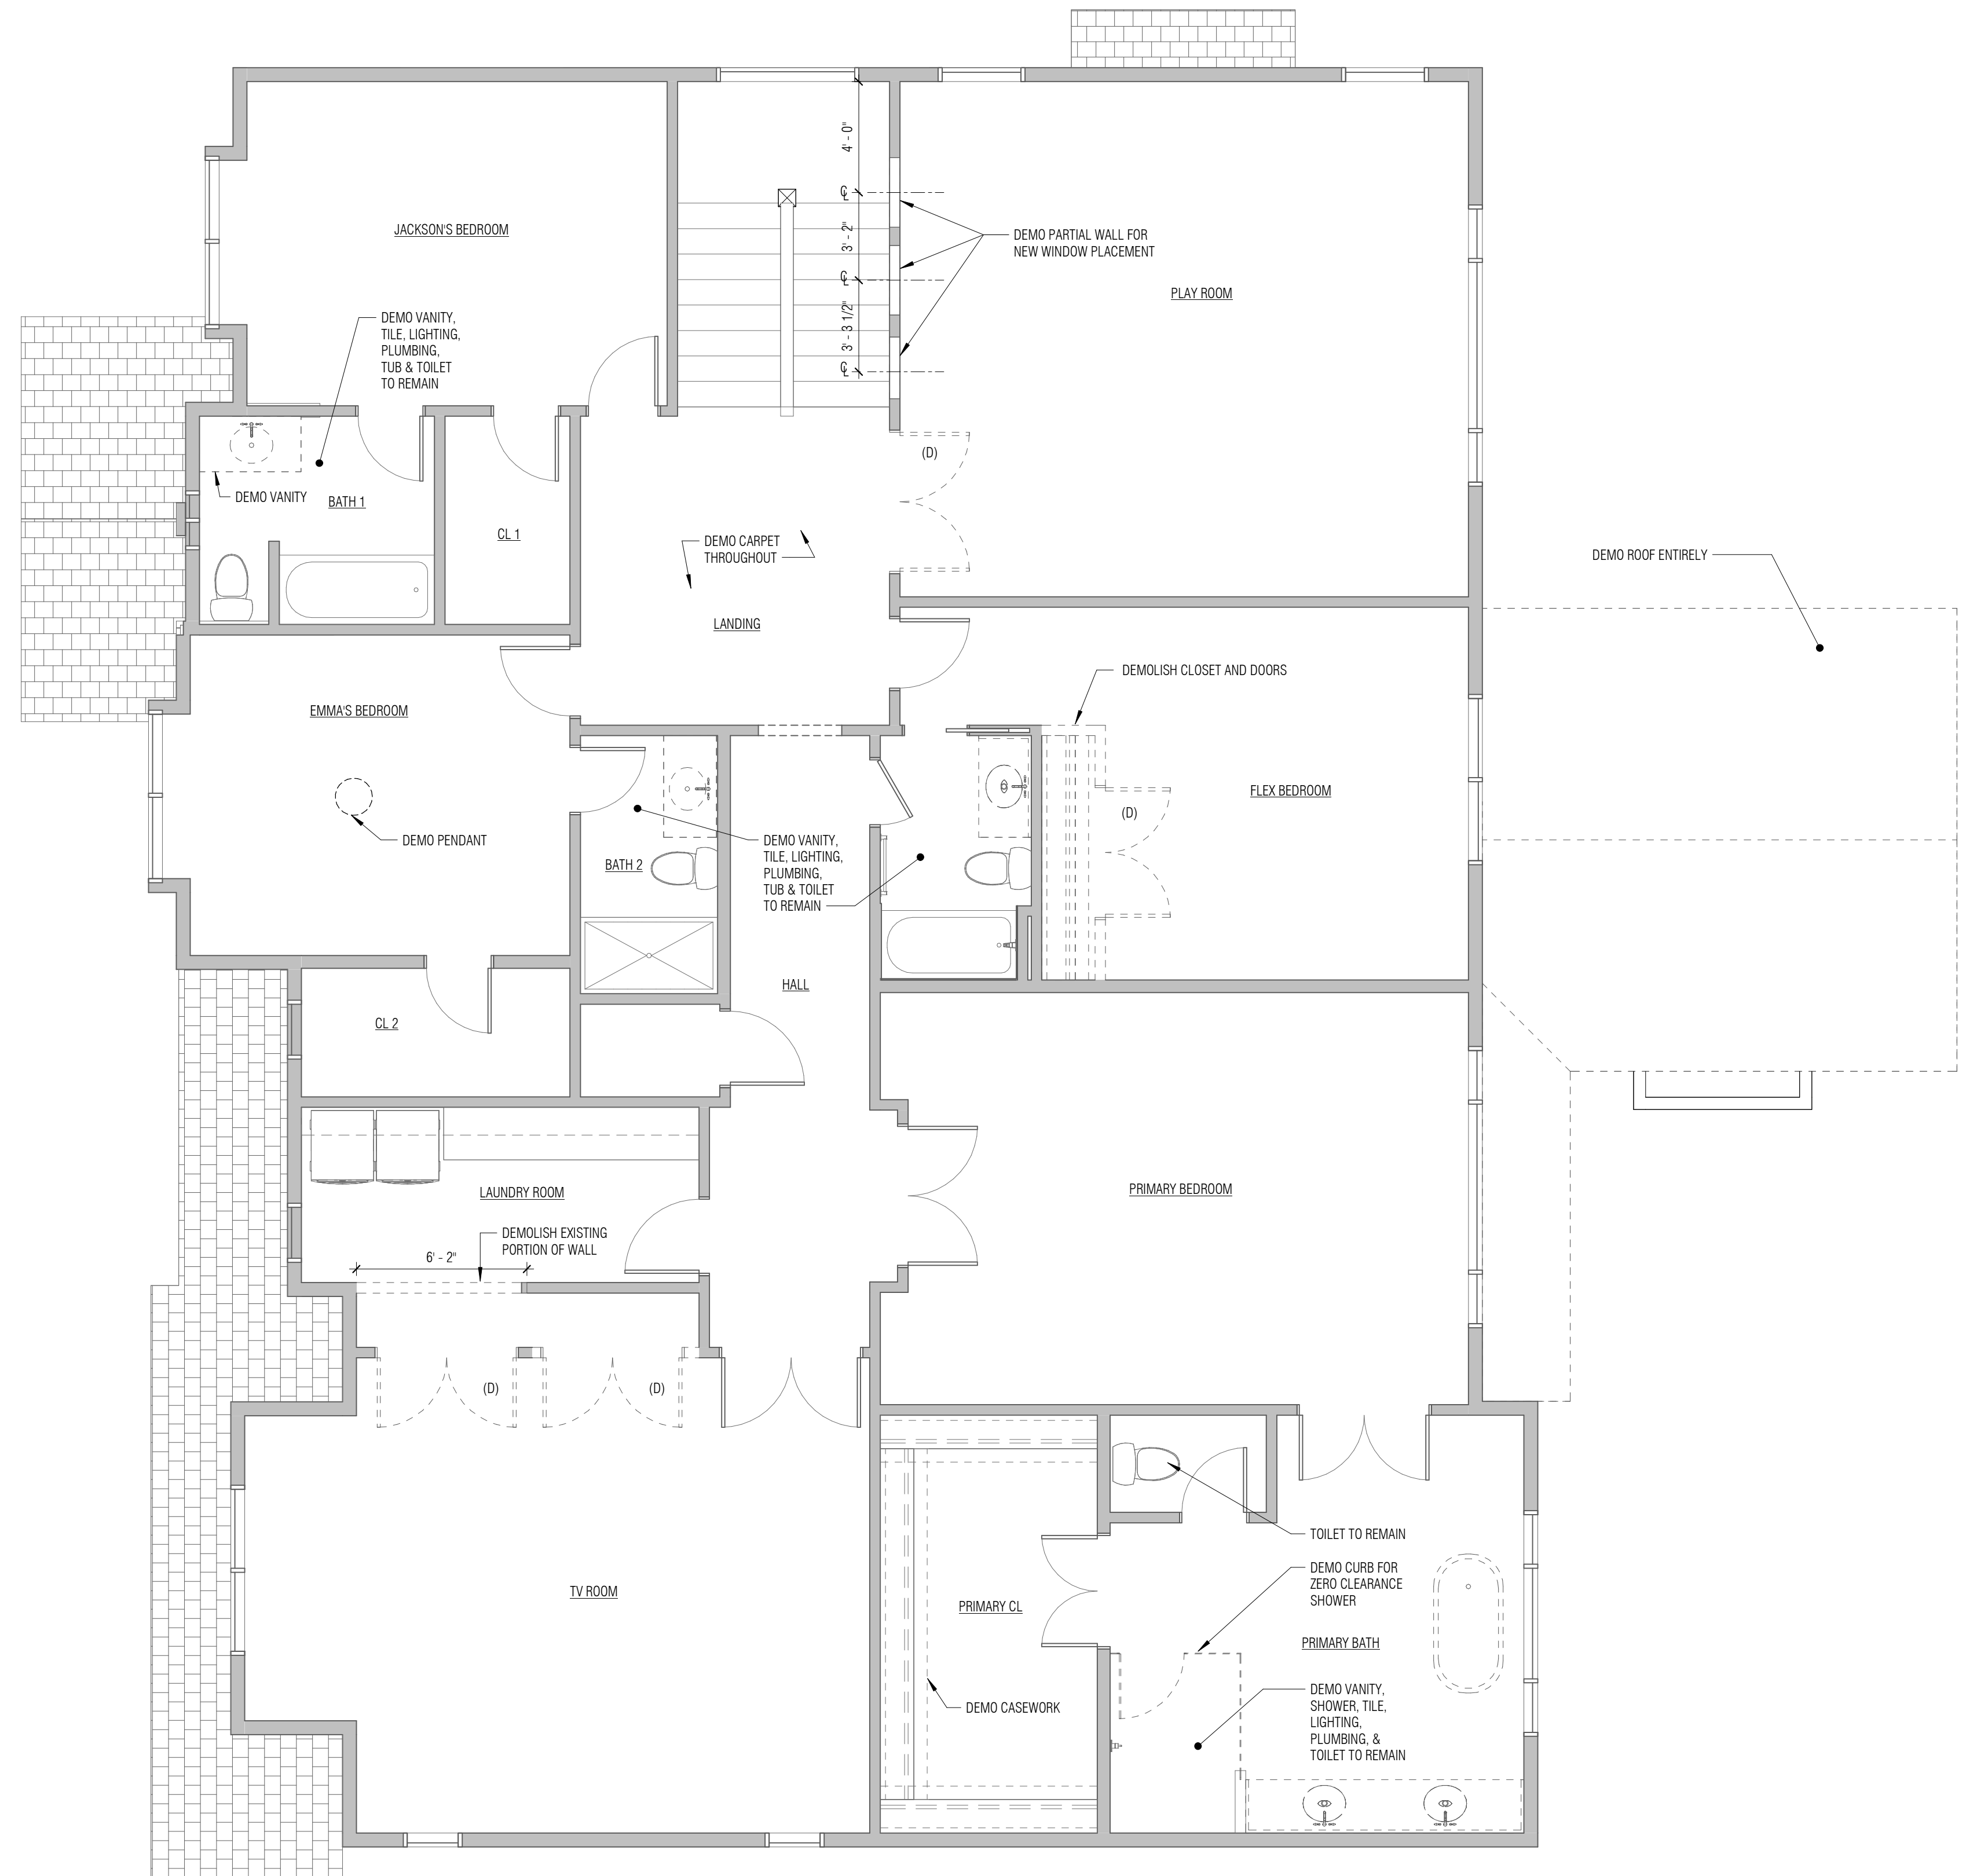 4' - 0"
JACKSON'S BEDROOM
℄
3' - 2"
DEMO PARTIAL WALL FOR
NEW WINDOW PLACEMENT
℄
PLAY ROOM
DEMO VANITY,
TILE, LIGHTING,
PLUMBING,
TUB & TOILET
TO REMAIN
3' - 3 1/2"
℄
(D)
DEMO VANITY
BATH 1
CL 1
DEMO CARPET
THROUGHOUT
DEMO ROOF ENTIRELY
LANDING
DEMOLISH CLOSET AND DOORS
EMMA'S BEDROOM
FLEX BEDROOM
(D)
DEMO PENDANT
DEMO VANITY,
TILE, LIGHTING,
PLUMBING,
TUB & TOILET
TO REMAIN
BATH 2
HALL
CL 2
PRIMARY BEDROOM
LAUNDRY ROOM
DEMOLISH EXISTING
PORTION OF WALL
6' - 2"
(D)
(D)
TOILET TO REMAIN
DEMO CURB FOR
ZERO CLEARANCE
SHOWER
TV ROOM
PRIMARY CL
PRIMARY BATH
DEMO CASEWORK
DEMO VANITY,
SHOWER, TILE,
LIGHTING,
PLUMBING, &
TOILET TO REMAIN